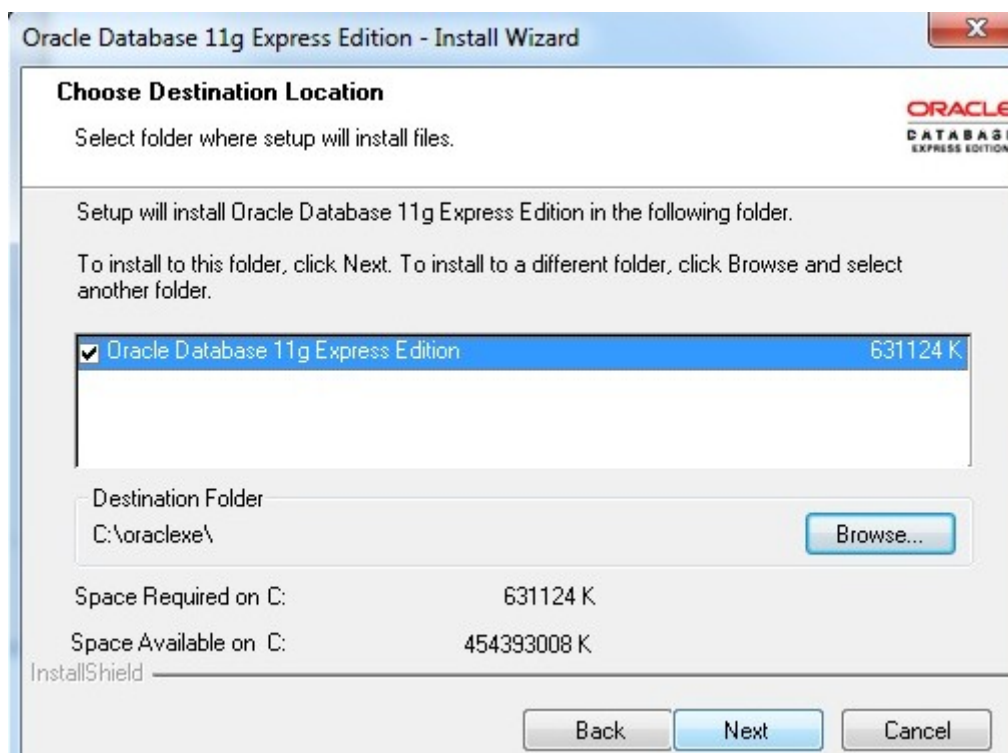 Oracle Database 11g Express Edition - Install Wizard
Choose Destination Location
Select folder where setup will install files.
ORACLE
DATABASE
EXPRESS EDITION
Setup will install Oracle Database 11g Express Edition in the following folder.
To install to this folder, click Next. To install to a different folder, click Browse and select
another folder.
Oracle Database 11g Express Edition 631124 K
Destination Folder
C:\oraclexe\
Browse...
Space Required on C: 631124 K
Space Available on C: 454393008 K
InstallShield
Back Next Cancel